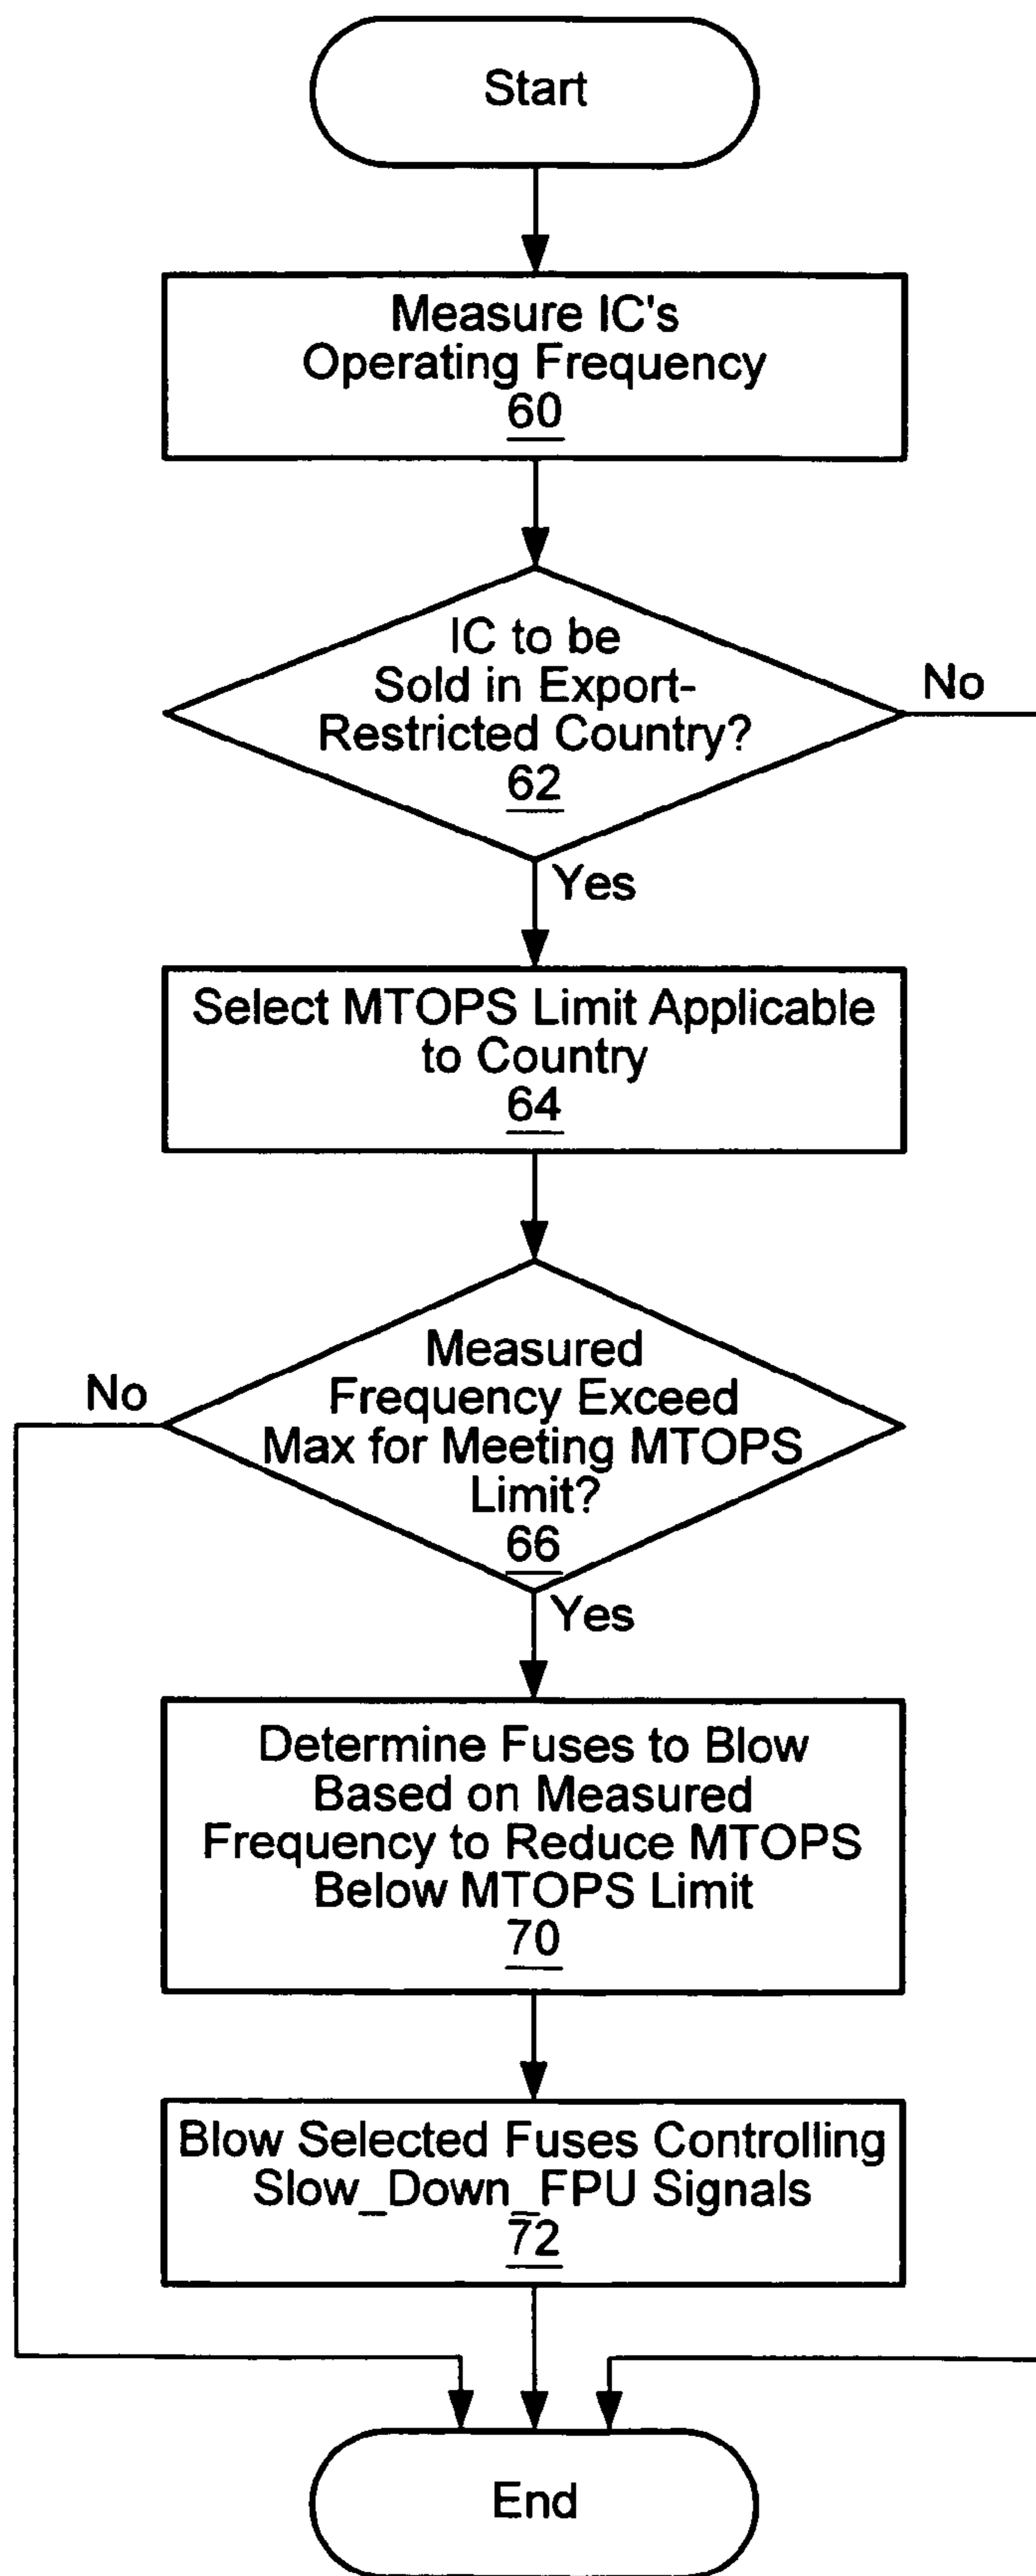 Start
Measure IC's
Operating Frequency
60
IC to be
Sold in Export-
Restricted Country?
62
No
Yes
Select MTOPS Limit Applicable
to Country
64
Measured
Frequency Exceed
Max for Meeting MTOPS
Limit?
66
No
Yes
Determine Fuses to Blow
Based on Measured
Frequency to Reduce MTOPS
Below MTOPS Limit
70
Blow Selected Fuses Controlling
Slow_Down_FPU Signals
72
End